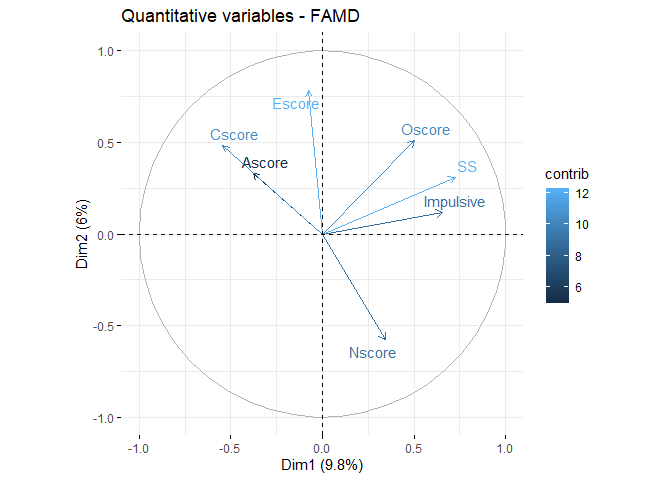 Quantitative variables - FAMD
1.0
0.5
0.0
-0.5
-1.0
Dim2 (6%)
Escore
Cscore
Oscore
Ascore
SS
Impulsive
Nscore
-1.0 -0.5 0.0 0.5 1.0
Dim1 (9.8%)
contrib
12
10
8
6